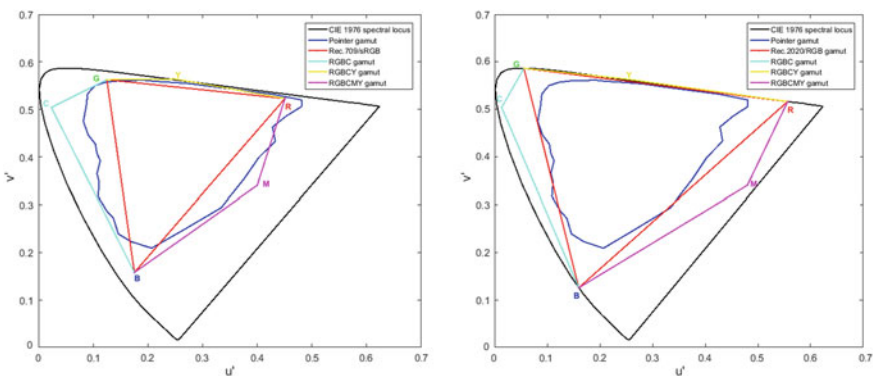 0.7
0.6
0.5
0.4
0.3
0.2
0.1
0
v'
0
0.1
0.2
0.3
0.4
0.5
0.6
0.7
u'
CIE 1976 spectral locus
Pointer gamut
Rec.709/sRGB
RGBC gamut
RGBCY gamut
RGBCMY gamut
G
Y
C
R
M
B
0.7
0.6
0.5
0.4
0.3
0.2
0.1
0
v'
0
0.1
0.2
0.3
0.4
0.5
0.6
0.7
u'
CIE 1976 spectral locus
Pointer gamut
Rec.2020/RGB gamut
RGBC gamut
RGBCY gamut
RGBCMY gamut
G
Y
C
R
M
B